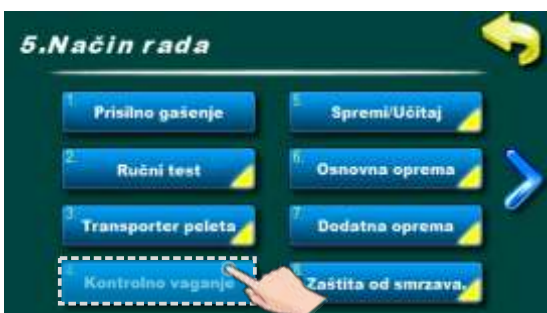 5.Način rada
1. Prisilno gašenje
2. Ručni test
3. Transporter peleta
4. Kontrolno vaganje
5. Spremi/Učitaj
6. Osnovna oprema
7. Dodatna oprema
8. Zaštita od smrzava.